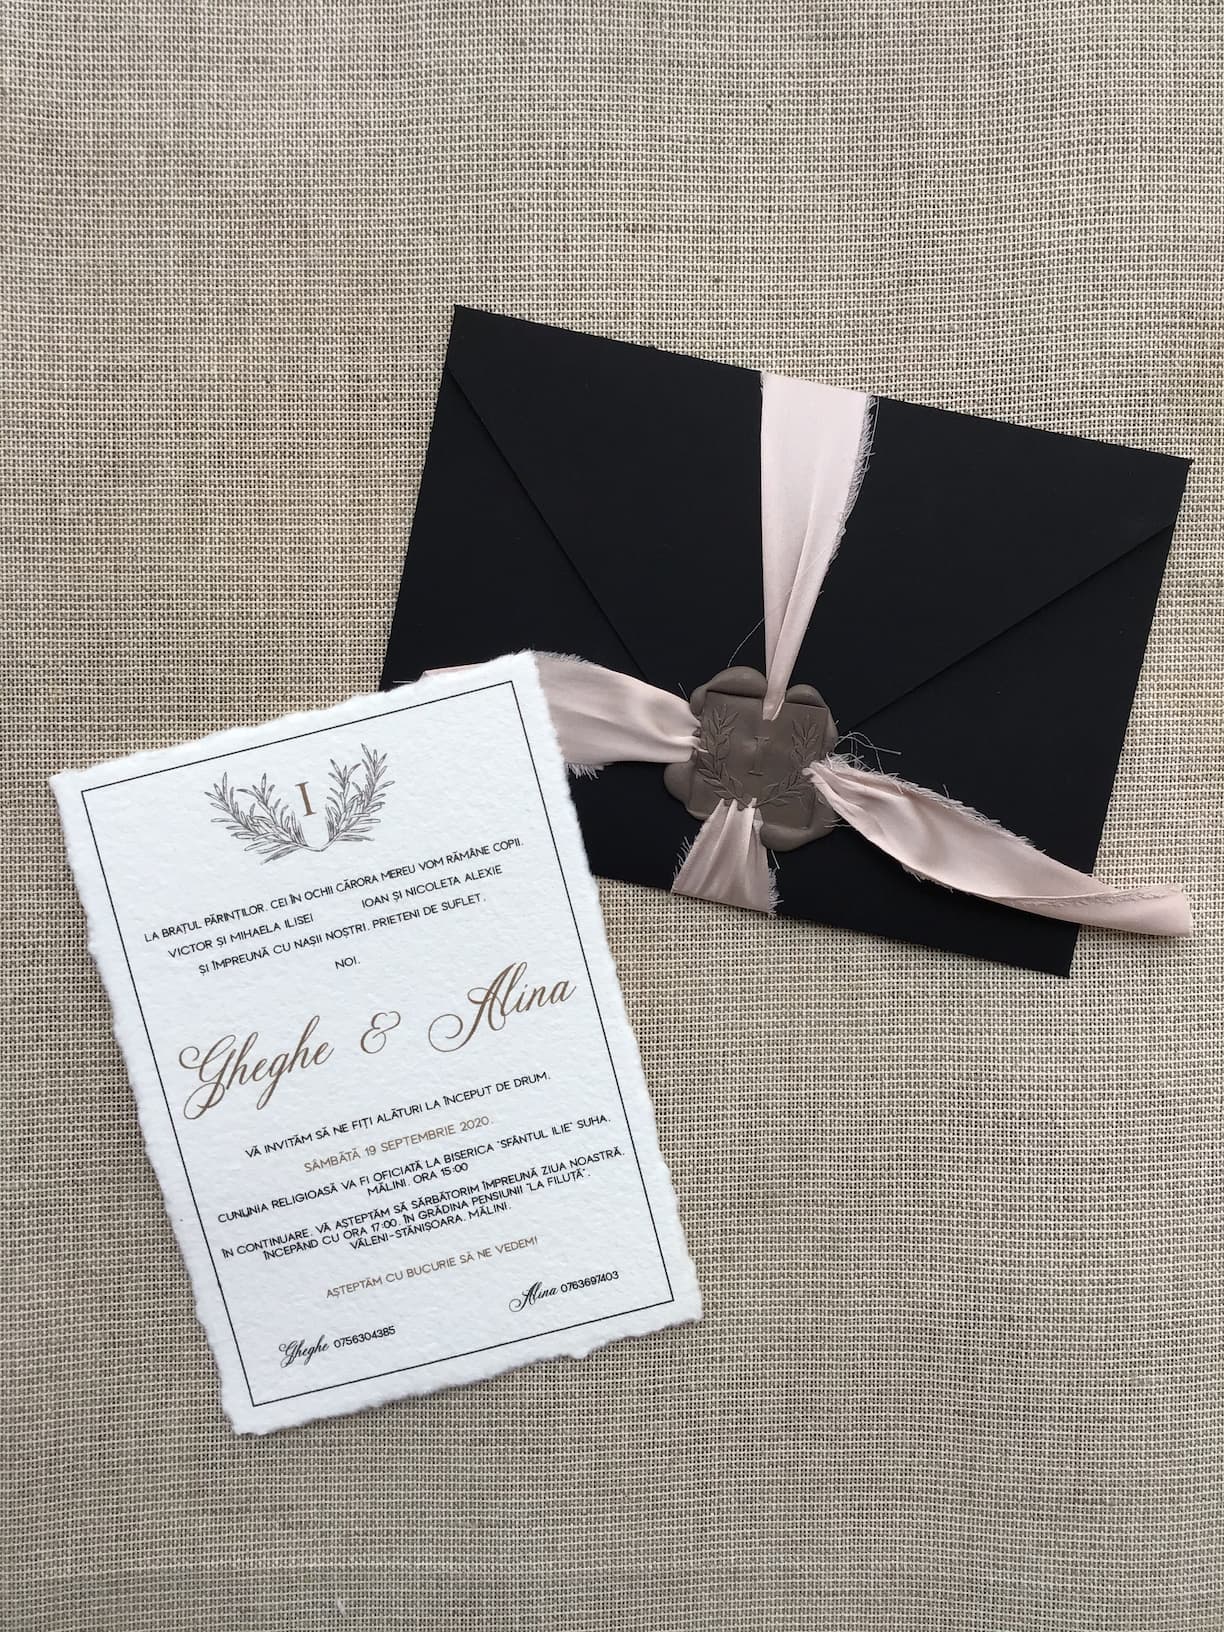 I
LA BRAȚUL PĂRINȚILOR, CEI ÎN OCHII CĂRORA MEREU VOM RĂMÂNE COPII,
VICTOR ȘI MIHAELA ILISEI IOAN ȘI NICOLETA ALEXIE
ȘI ÎMPREUNĂ CU NAȘII NOȘTRI, PRIETENI DE SUFLET,
NOI,
Gheghe & Alina
VĂ INVITĂM SĂ NE FIȚI ALĂTURI LA ÎNCEPUT DE DRUM,
SÂMBĂTĂ 19 SEPTEMBRIE 2020.
CUNUNIA RELIGIOASĂ VA FI OFICIATĂ LA BISERICA "SFÂNTUL ILIE" SUHA,
MĂLINI, ORA 15:00
ÎN CONTINUARE, VĂ AȘTEPTĂM SĂ SĂRBĂTORIM ÎMPREUNĂ ZIUA NOASTRĂ,
ÎNCEPÂND CU ORA 17:00, ÎN GRĂDINA PENSIUNII "LA FILUȚĂ",
VĂLENI-STÂNIȘOARA, MĂLINI.
AȘTEPTĂM CU BUCURIE SĂ NE VEDEM!
Gheghe 0756304385
Alina 0763697403
I